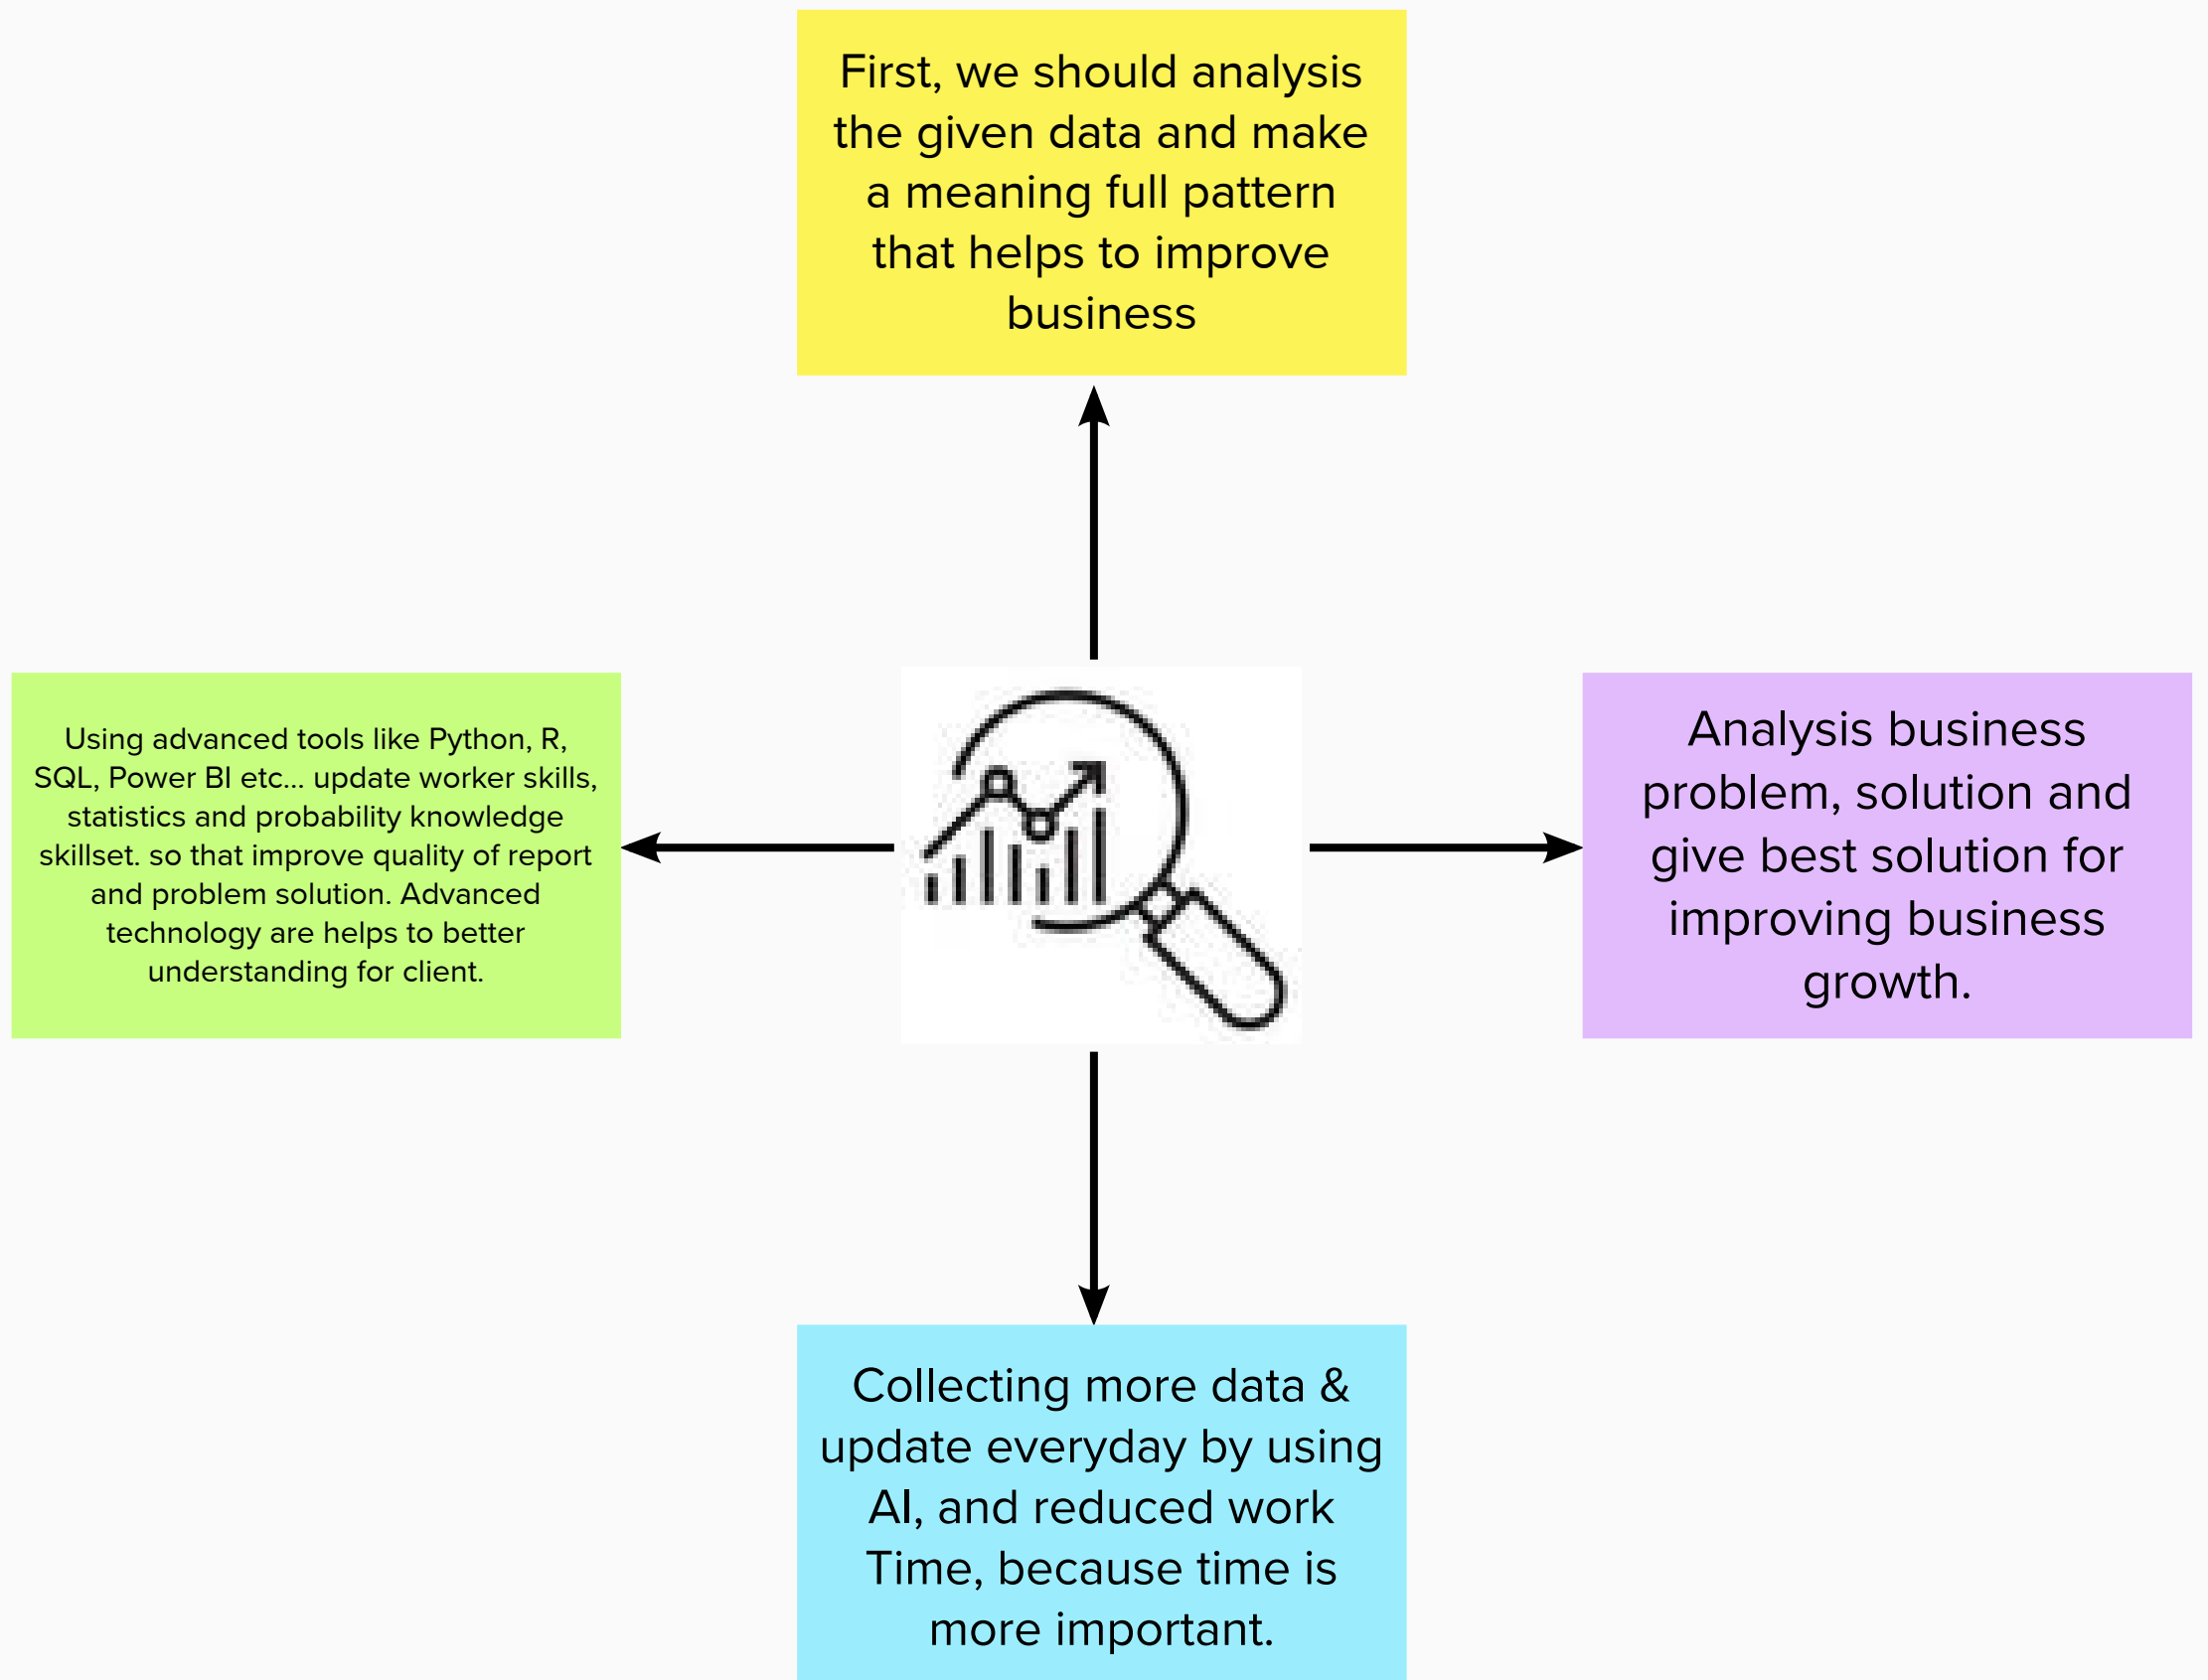 First, we should analysis
the given data and make
a meaning full pattern
that helps to improve
business
Using advanced tools like Python, R,
SQL, Power BI etc... update worker skills,
statistics and probability knowledge
skillset. so that improve quality of report
and problem solution. Advanced
technology are helps to better
understanding for client.
Analysis business
problem, solution and
give best solution for
improving business
growth.
Collecting more data &
update everyday by using
AI, and reduced work
Time, because time is
more important.